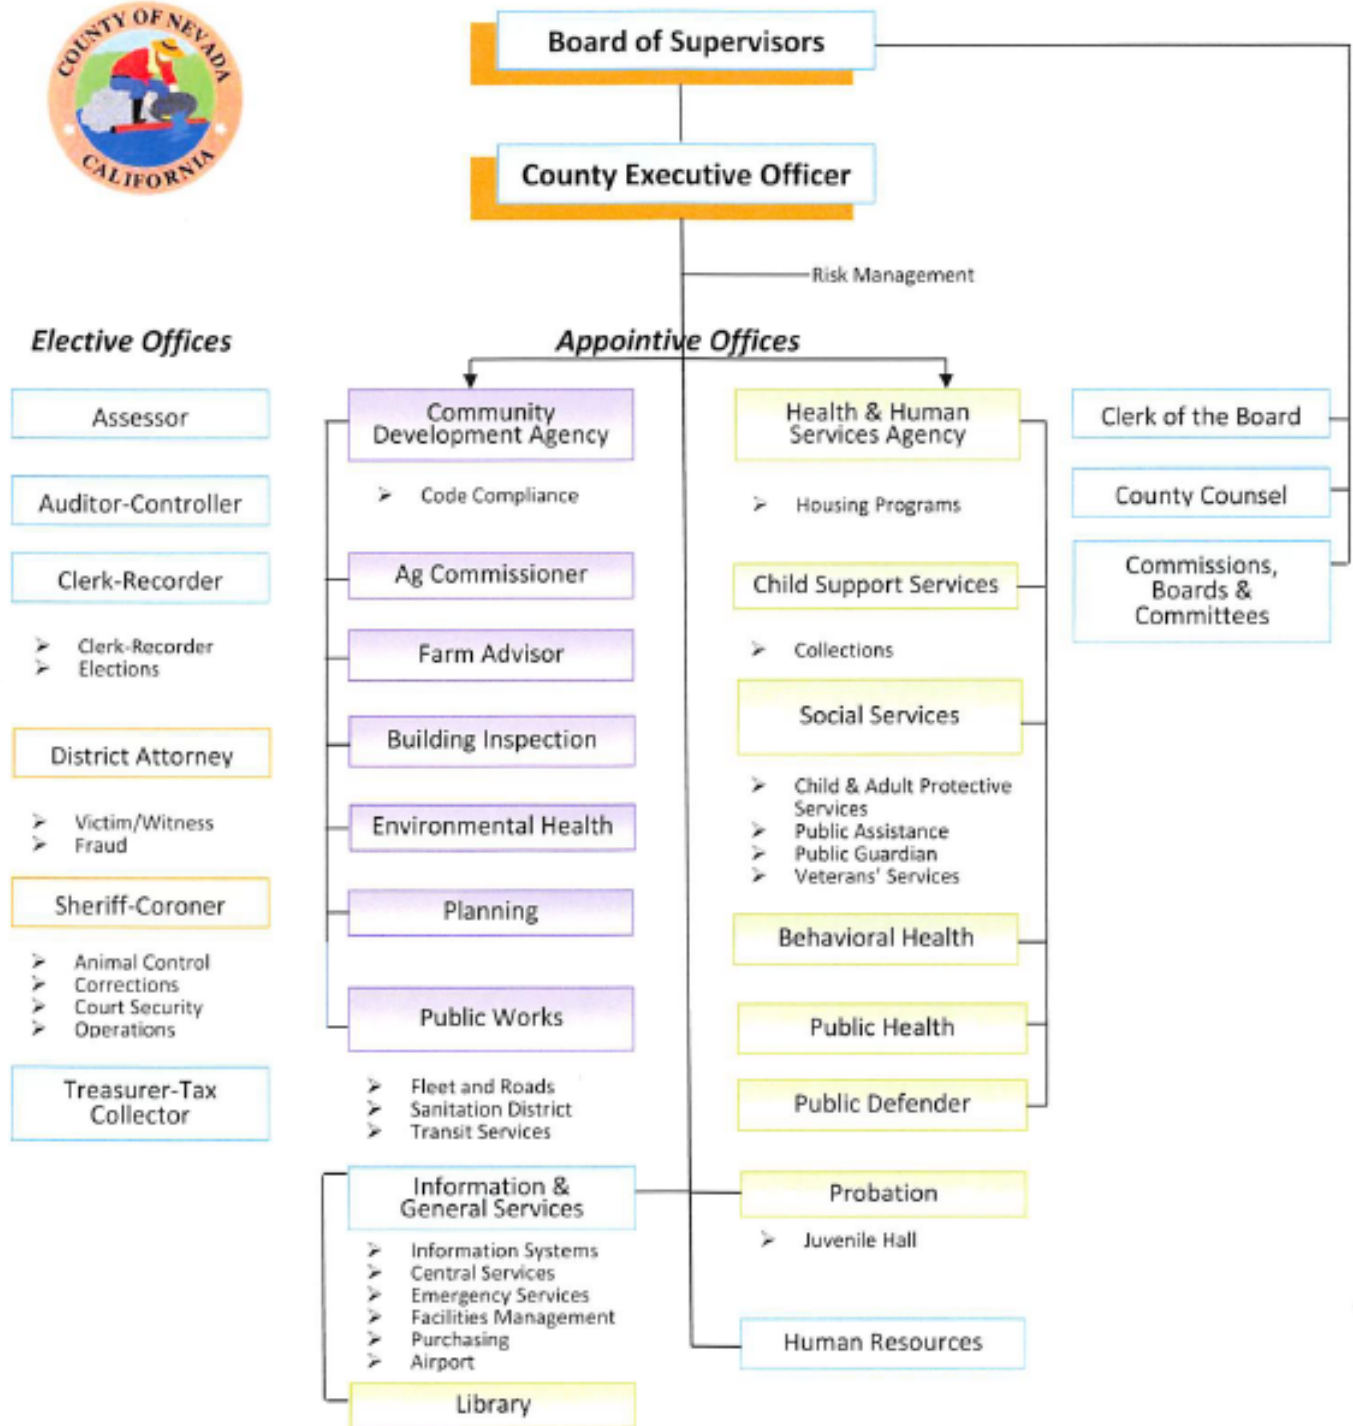 COUNTY OF NEVADA
CALIFORNIA
Board of Supervisors
County Executive Officer
Risk Management
Elective Offices
Appointive Offices
Assessor
Auditor-Controller
Clerk-Recorder
➢ Clerk-Recorder
➢ Elections
District Attorney
➢ Victim/Witness
➢ Fraud
Sheriff-Coroner
➢ Animal Control
➢ Corrections
➢ Court Security
➢ Operations
Treasurer-Tax
Collector
Community
Development Agency
➢ Code Compliance
Ag Commissioner
Farm Advisor
Building Inspection
Environmental Health
Planning
Public Works
➢ Fleet and Roads
➢ Sanitation District
➢ Transit Services
Information &
General Services
➢ Information Systems
➢ Central Services
➢ Emergency Services
➢ Facilities Management
➢ Purchasing
➢ Airport
Library
Health & Human
Services Agency
➢ Housing Programs
Child Support Services
➢ Collections
Social Services
➢ Child & Adult Protective
Services
➢ Public Assistance
➢ Public Guardian
➢ Veterans' Services
Behavioral Health
Public Health
Public Defender
Probation
➢ Juvenile Hall
Human Resources
Clerk of the Board
County Counsel
Commissions,
Boards &
Committees